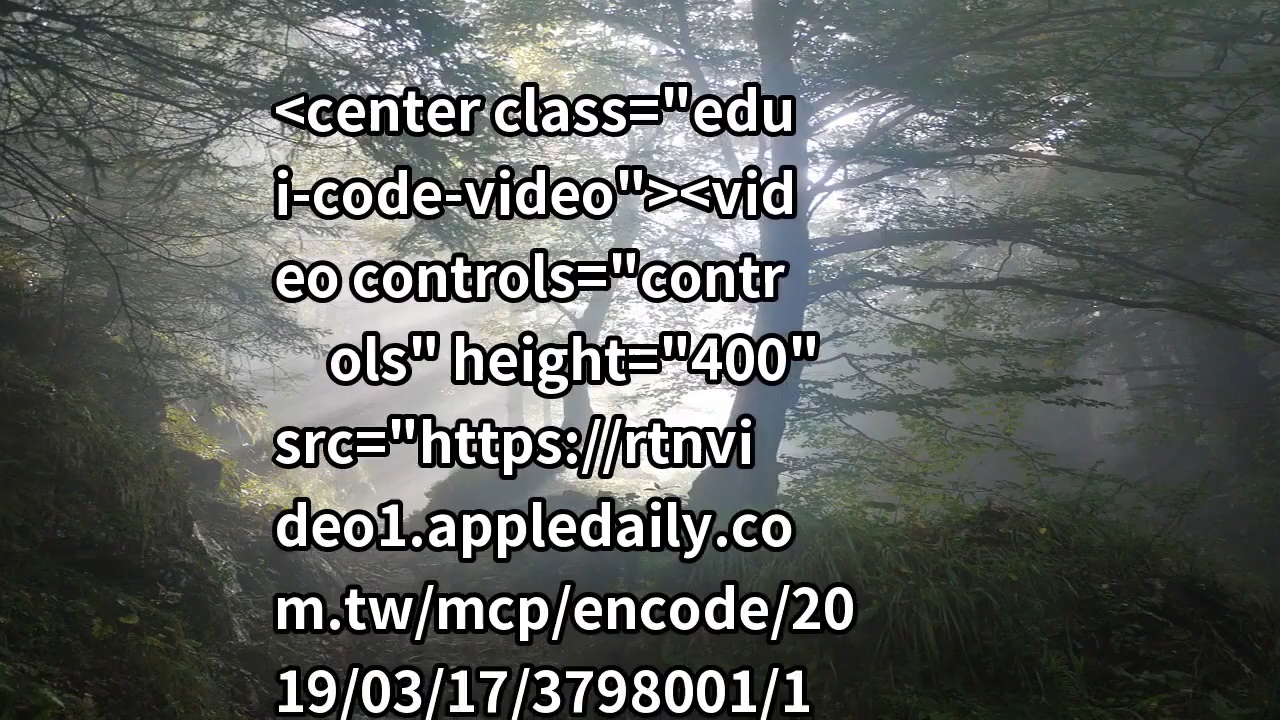 <center class="edu
i-code-video"><vid
eo controls="contr
ols" height="400"
src="https://rtnvi
deo1.appledaily.co
m.tw/mcp/encode/20
19/03/17/3798001/1